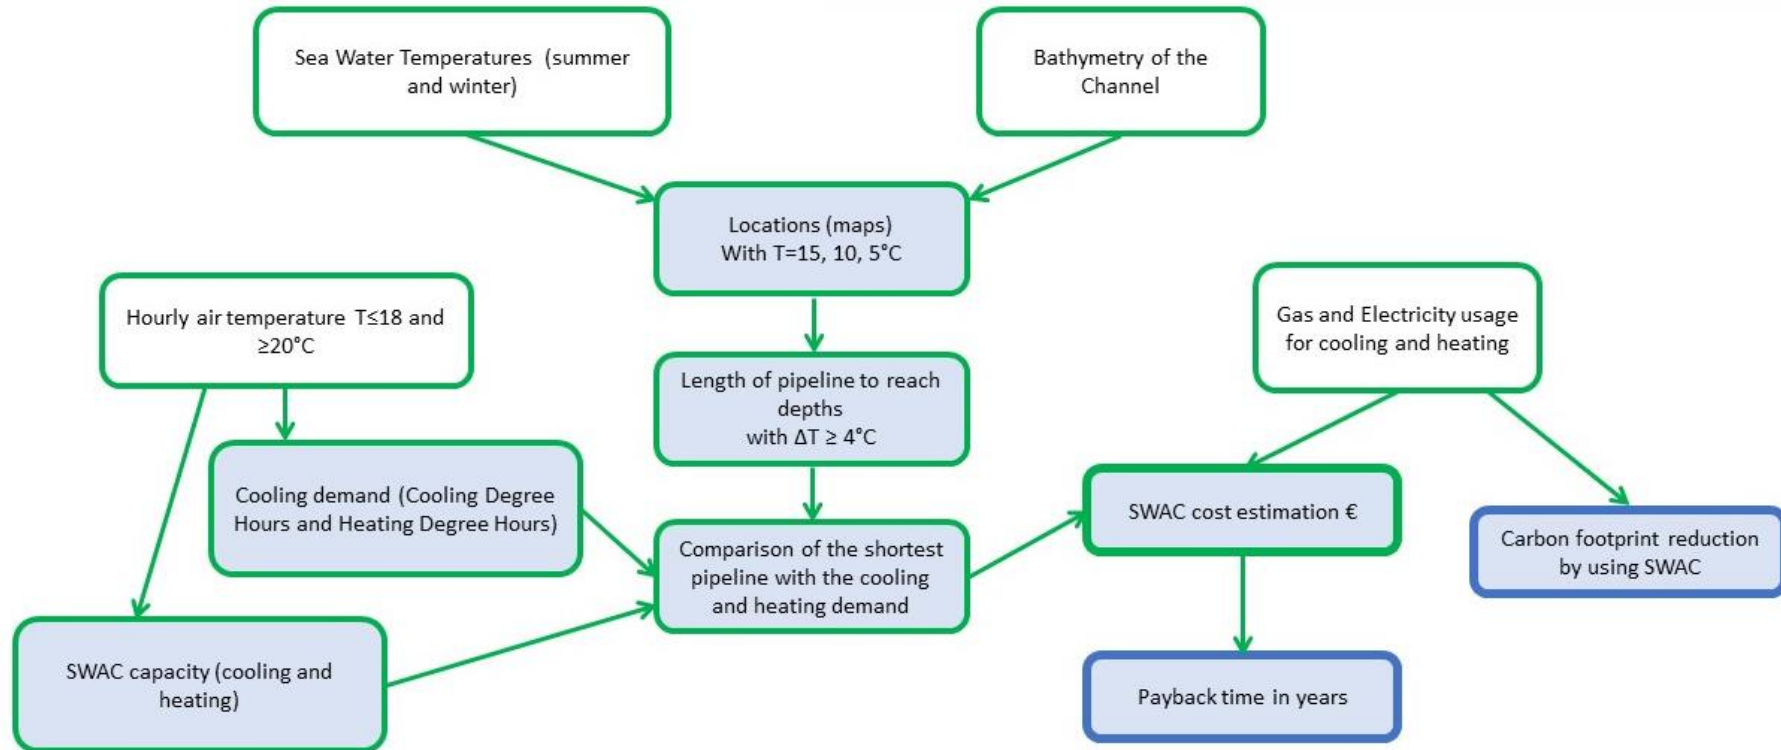 Sea Water Temperatures (summer
and winter)
Bathymetry of the
Channel
Locations (maps)
With T=15, 10, 5°C
Hourly air temperature T≤18 and
≥20°C
Gas and Electricity usage
for cooling and heating
Length of pipeline to reach
depths
with ΔT ≥ 4°C
Cooling demand (Cooling Degree
Hours and Heating Degree Hours)
SWAC cost estimation €
Carbon footprint reduction
by using SWAC
Comparison of the shortest
pipeline with the cooling
and heating demand
SWAC capacity (cooling and
heating)
Payback time in years